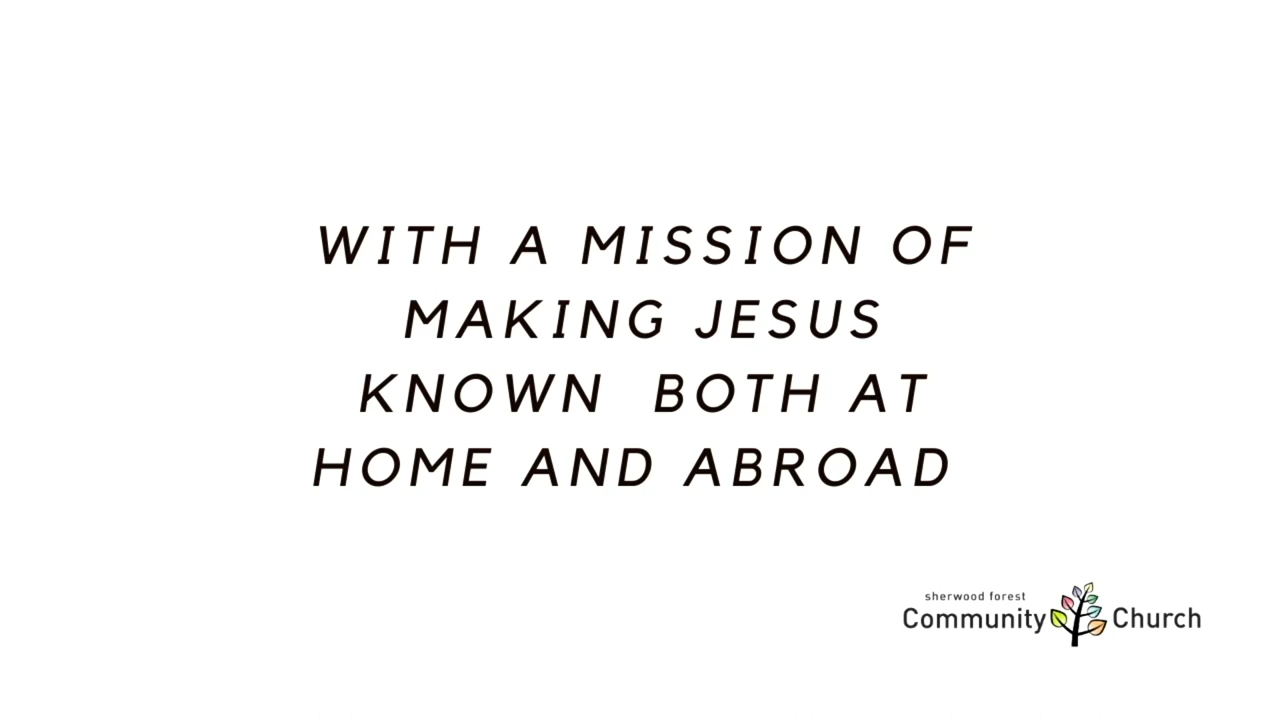 WITH A MISSION OF
MAKING JESUS
KNOWN  BOTH AT
HOME AND ABROAD
sherwood forest
Community Church